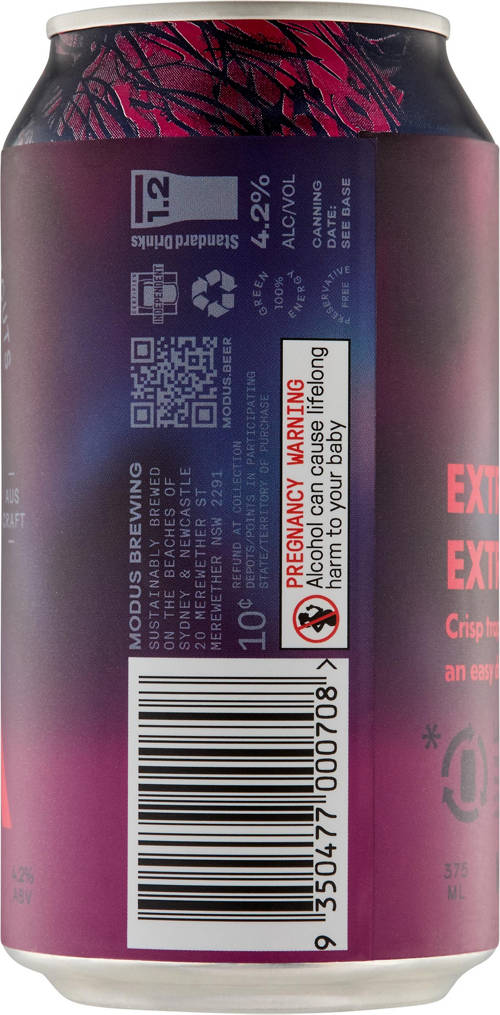 1.2
Standard Drinks
4.2%
ALC/VOL
CANNING
DATE:
SEE BASE
CERTIFIED
INDEPENDENT
GREEN
100%
ENERGY
PRESERVATIVE
FREE
MODUS.BEER
MODUS BREWING
SUSTAINABLY BREWED
ON THE BEACHES OF
SYDNEY & NEWCASTLE
20 MEREWETHER ST
MEREWETHER NSW 2291
10¢
REFUND AT COLLECTION
DEPOTS/POINTS IN PARTICIPATING
STATE/TERRITORY OF PURCHASE
PREGNANCY WARNING
Alcohol can cause lifelong
harm to your baby
9 350477 000708 >
AUS
CRAFT
4.2%
ABV
Crisp
an easy
*
375
ML